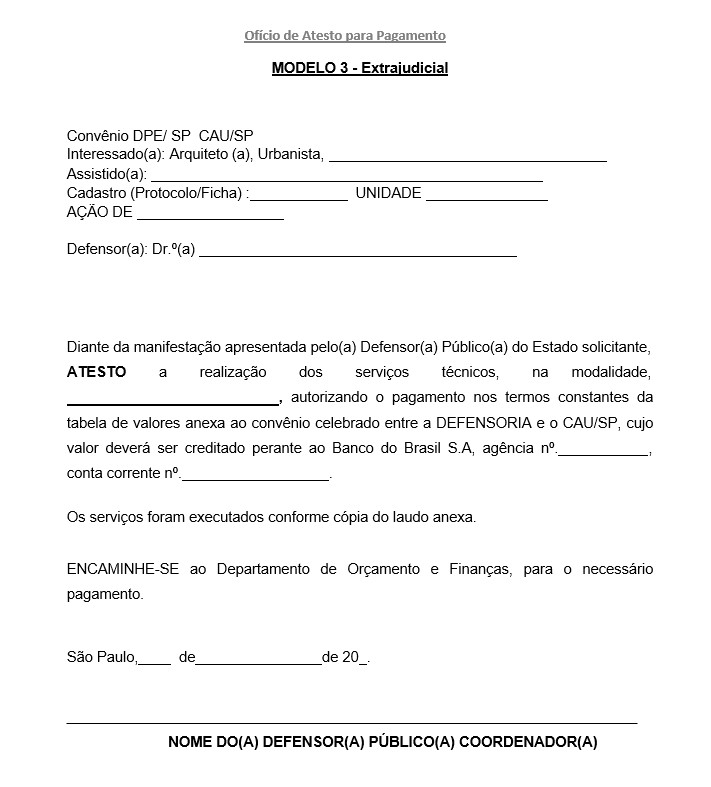 Ofício de Atesto para Pagamento
MODELO 3 - Extrajudicial
Convênio DPE/ SP  CAU/SP
Interessado(a): Arquiteto (a), Urbanista, __________________________________
Assistido(a): ________________________________________________
Cadastro (Protocolo/Ficha) :____________  UNIDADE _______________
AÇÃO DE __________________
Defensor(a): Dr.º(a) _______________________________________
Diante da manifestação apresentada pelo(a) Defensor(a) Público(a) do Estado solicitante,
ATESTO a realização dos serviços técnicos, na modalidade,
__________________________, autorizando o pagamento nos termos constantes da
tabela de valores anexa ao convênio celebrado entre a DEFENSORIA e o CAU/SP, cujo
valor deverá ser creditado perante ao Banco do Brasil S.A, agência nº.___________,
conta corrente nº.__________________.
Os serviços foram executados conforme cópia do laudo anexa.
ENCAMINHE-SE ao Departamento de Orçamento e Finanças, para o necessário
pagamento.
São Paulo,____  de________________de 20_.
______________________________________________________________________
NOME DO(A) DEFENSOR(A) PÚBLICO(A) COORDENADOR(A)